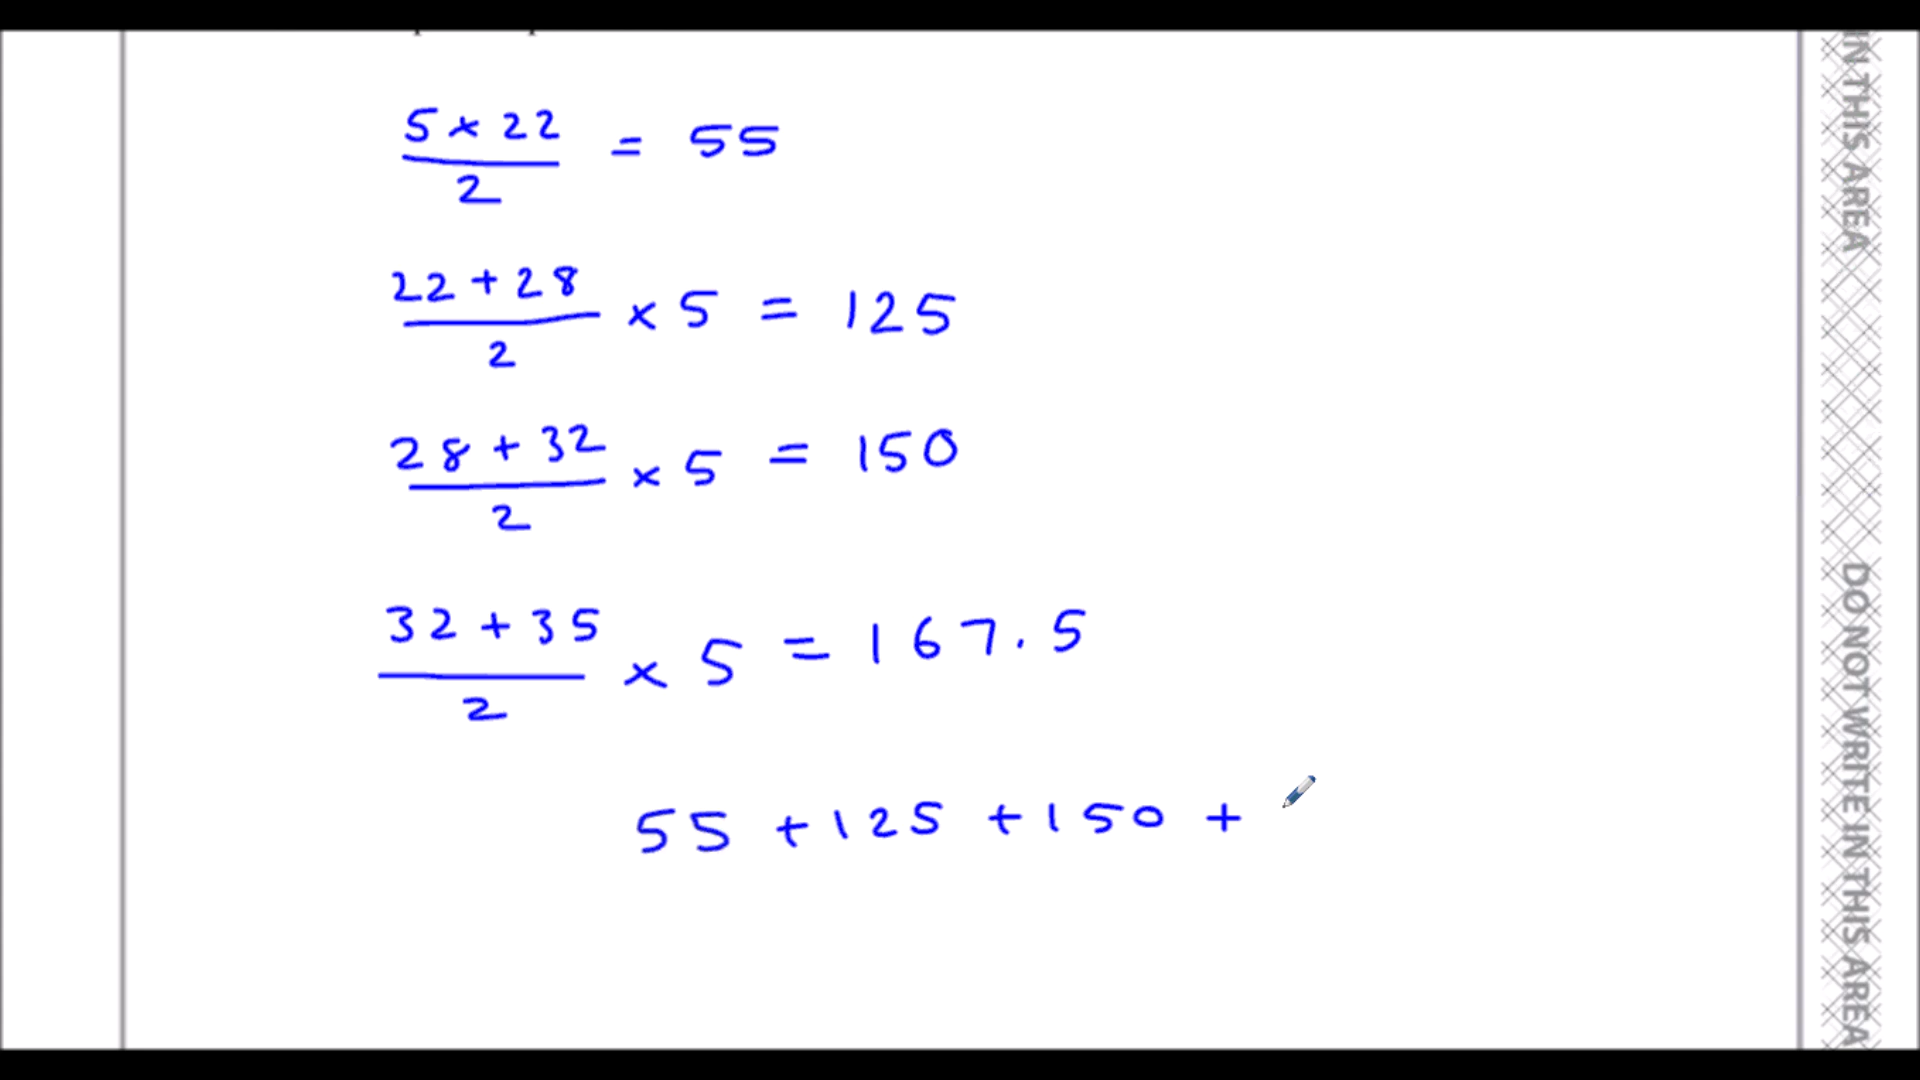 5 × 22 / 2 = 55
22 + 28 / 2 × 5 = 125
28 + 32 / 2 × 5 = 150
32 + 35 / 2 × 5 = 167.5
55 + 125 + 150 +
IN THIS AREA
DO NOT WRITE IN THIS AREA